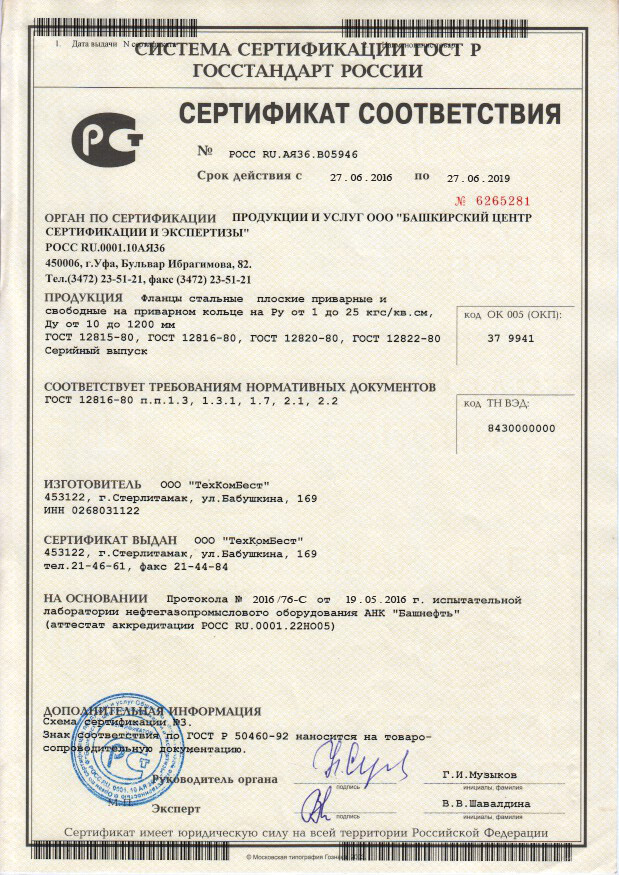 1. Дата выдачи N сертификата
СИСТЕМА СЕРТИФИКАЦИИ ГОСТ Р
ГОССТАНДАРТ РОССИИ
СЕРТИФИКАТ СООТВЕТСТВИЯ
№ РОСС RU.АЯ36.В05946
Срок действия с 27.06.2016 по 27.06.2019
№ 6265281
ОРГАН ПО СЕРТИФИКАЦИИ ПРОДУКЦИИ И УСЛУГ ООО "БАШКИРСКИЙ ЦЕНТР
СЕРТИФИКАЦИИ И ЭКСПЕРТИЗЫ"
РОСС RU.0001.10АЯ36
450006, г.Уфа, Бульвар Ибрагимова, 82.
Тел.(3472) 23-51-21, факс (3472) 23-51-21
ПРОДУКЦИЯ Фланцы стальные плоские приварные и
свободные на приварном кольце на Ру от 1 до 25 кгс/кв.см,
Ду от 10 до 1200 мм
ГОСТ 12815-80, ГОСТ 12816-80, ГОСТ 12820-80, ГОСТ 12822-80
Серийный выпуск
код ОК 005 (ОКП):
37 9941
СООТВЕТСТВУЕТ ТРЕБОВАНИЯМ НОРМАТИВНЫХ ДОКУМЕНТОВ
ГОСТ 12816-80 п.п.1.3, 1.3.1, 1.7, 2.1, 2.2
код ТН ВЭД:
8430000000
ИЗГОТОВИТЕЛЬ ООО "ТехКомБест"
453122, г.Стерлитамак, ул.Бабушкина, 169
ИНН 0268031122
СЕРТИФИКАТ ВЫДАН ООО "ТехКомБест"
453122, г.Стерлитамак, ул.Бабушкина, 169
тел.21-46-61, факс 21-44-84
НА ОСНОВАНИИ Протокола № 2016/76-С от 19.05.2016 г. испытательной
лаборатории нефтегазопромыслового оборудования АНК "Башнефть"
(аттестат аккредитации РОСС RU.0001.22НО05)
ДОПОЛНИТЕЛЬНАЯ ИНФОРМАЦИЯ
Схема сертификации №3.
Знак соответствия по ГОСТ Р 50460-92 наносится на товаро-
сопроводительную документацию.
Руководитель органа
подпись
Г.И.Музыков
инициалы, фамилия
М.П.
Эксперт
подпись
В.В.Шавалдина
инициалы, фамилия
Сертификат имеет юридическую силу на всей территории Российской Федерации
© Московская типография